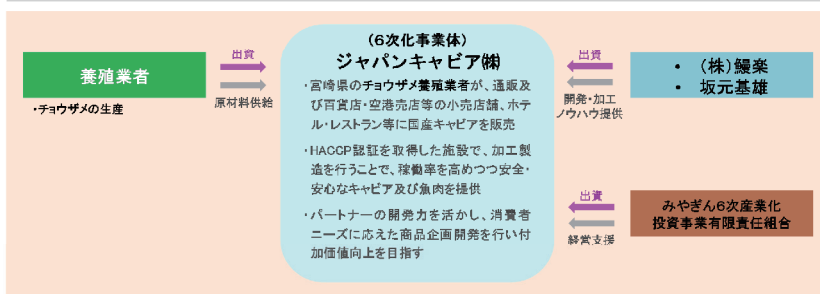 養殖業者
・チョウザメの生産
出資
原材料供給
(6次化事業体)
ジャパンキャビア㈱
・宮崎県のチョウザメ養殖業者が、通販及
び百貨店・空港売店等の小売店舗、ホテ
ル・レストラン等に国産キャビアを販売
・HACCP認証を取得した施設で、加工製
造を行うことで、稼働率を高めつつ安全・
安心なキャビア及び魚肉を提供
・パートナーの開発力を活かし、消費者
ニーズに応えた商品企画開発を行い付
加価値向上を目指す
出資
開発・加工
ノウハウ提供
• (株)鰻楽
• 坂元基雄
出資
経営支援
みやぎん6次産業化
投資事業有限責任組合